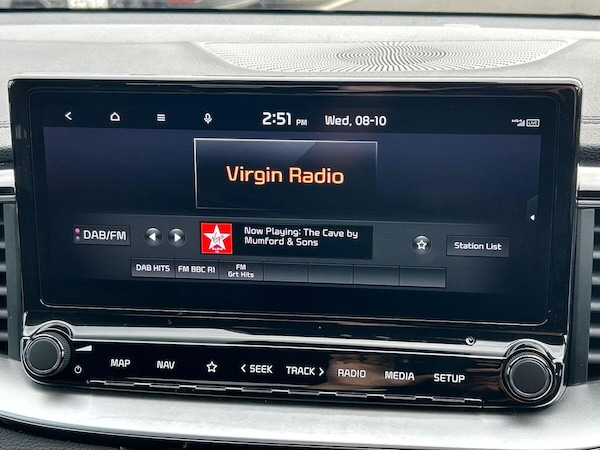 2:51 PM Wed, 08-10
Virgin Radio
DAB/FM
Now Playing: The Cave by
Mumford & Sons
Station List
DAB HITS
FM BBC R1
FM
Grt Hits
MAP
NAV
< SEEK
TRACK >
RADIO
MEDIA
SETUP